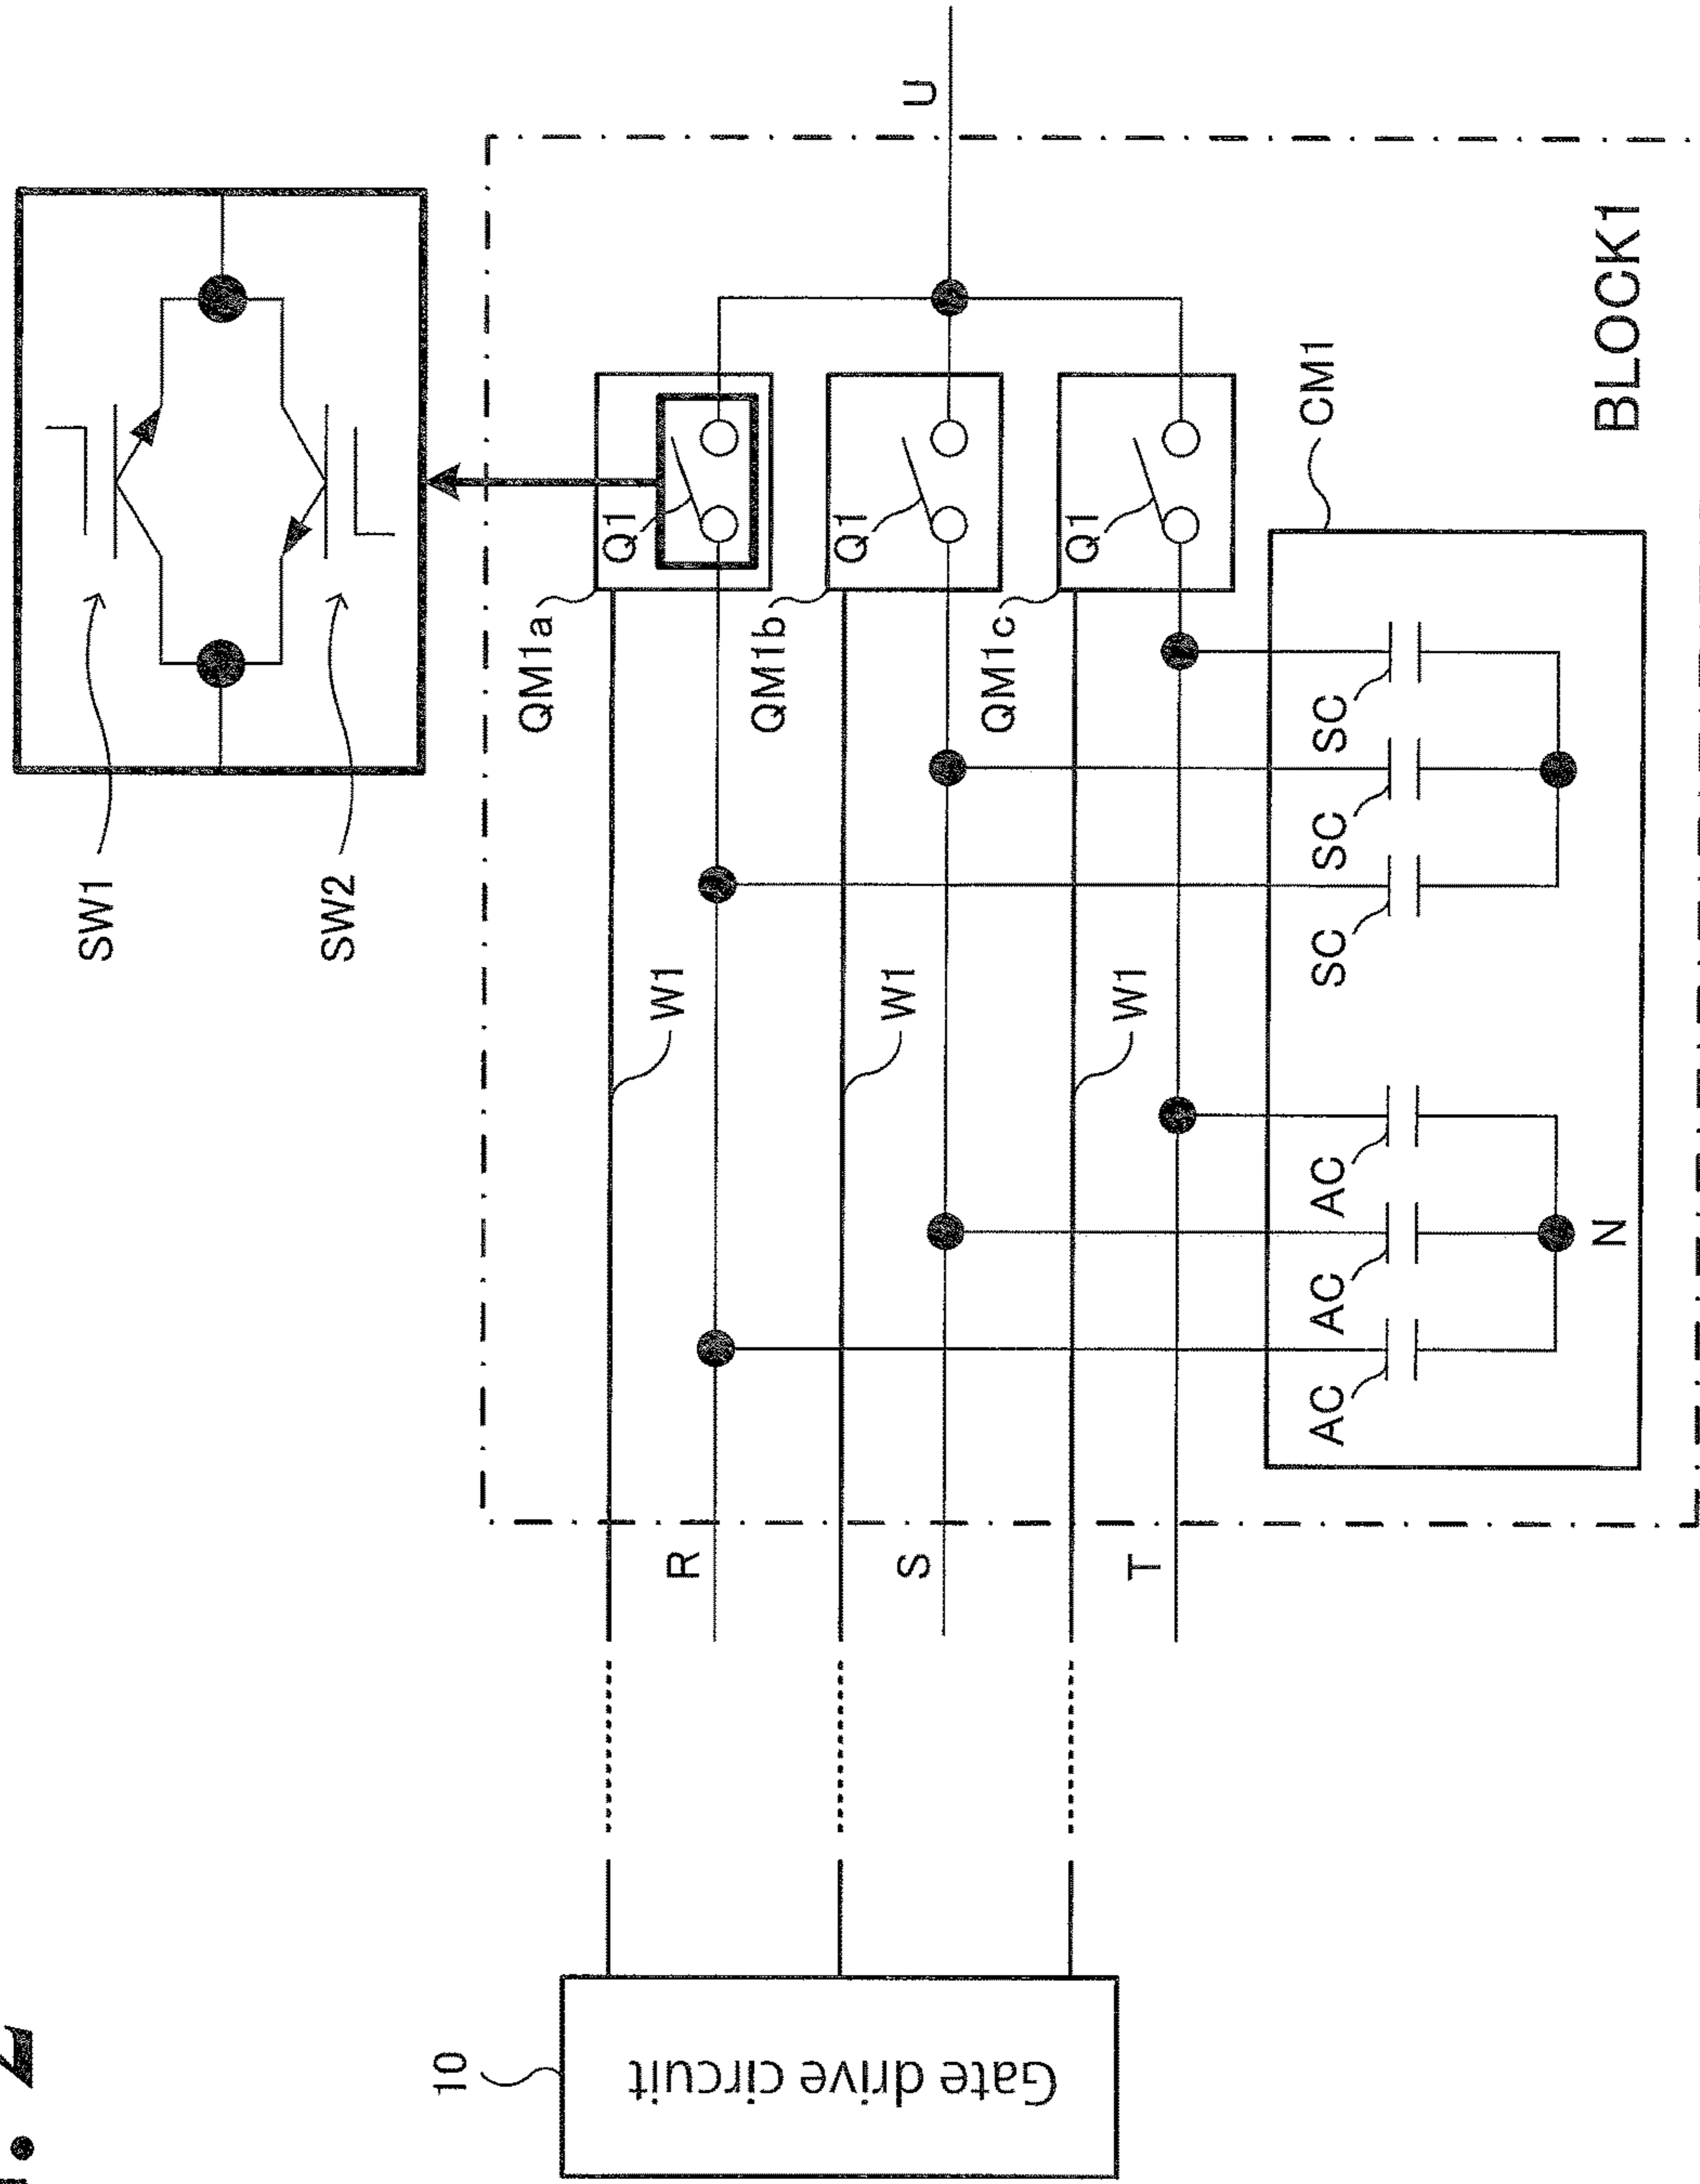 2
SW1
SW2
Q1
QM1a
U
W1
R
Q1
QM1b
W1
S
Q1
QM1c
W1
T
10
Gate drive circuit
CM1
AC
AC
AC
SC
SC
SC
N
BLOCK1